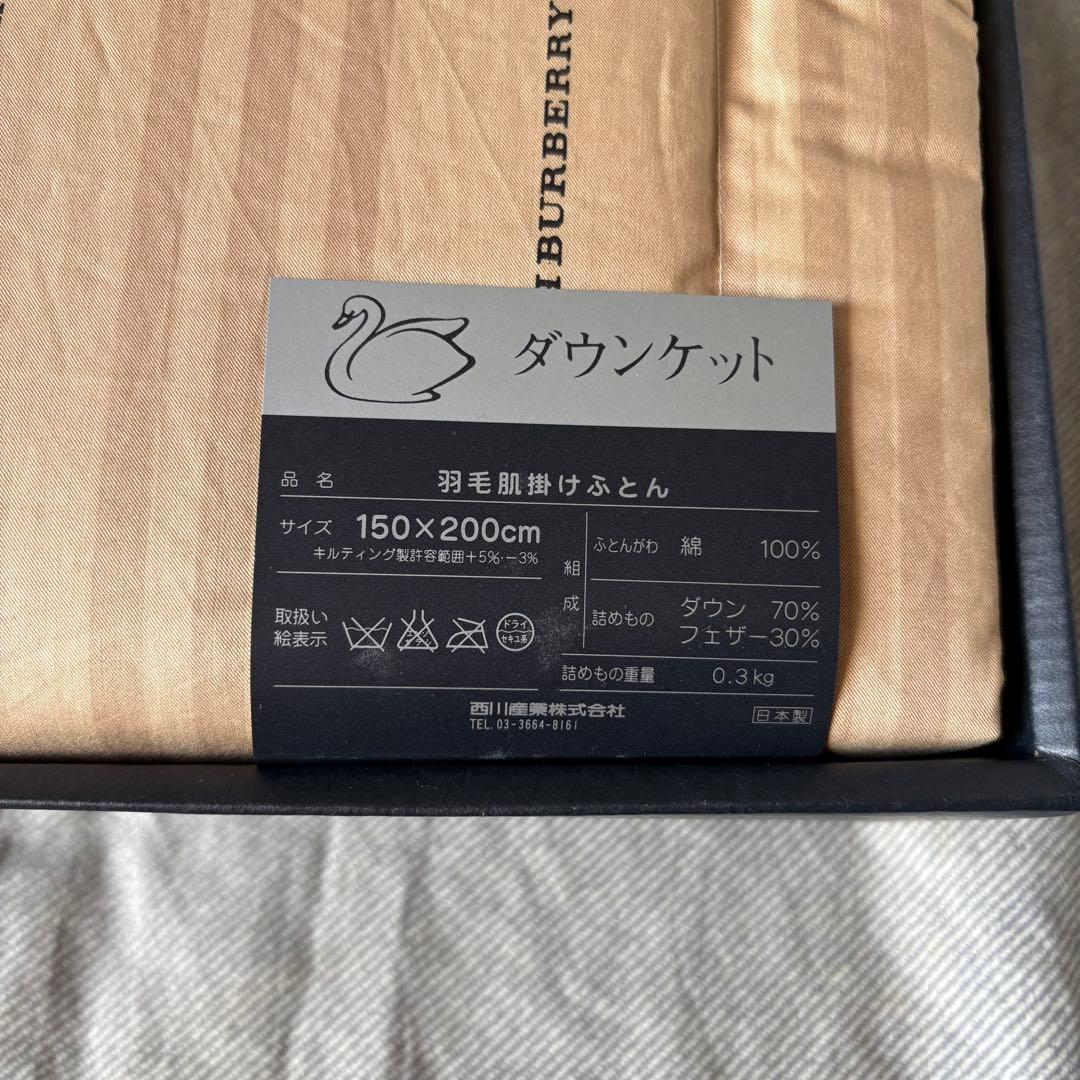 BURBERRY
ダウンケット
品名 羽毛肌掛けふとん
サイズ 150×200cm
キルティング製許容範囲+5%·−3%
取扱い
絵表示
ドライ
セキユ系
組成
ふとんがわ 綿 100%
詰めもの ダウン 70%
フェザー30%
詰めもの重量 0.3kg
西川産業株式会社
TEL.03-3664-8161
日本製